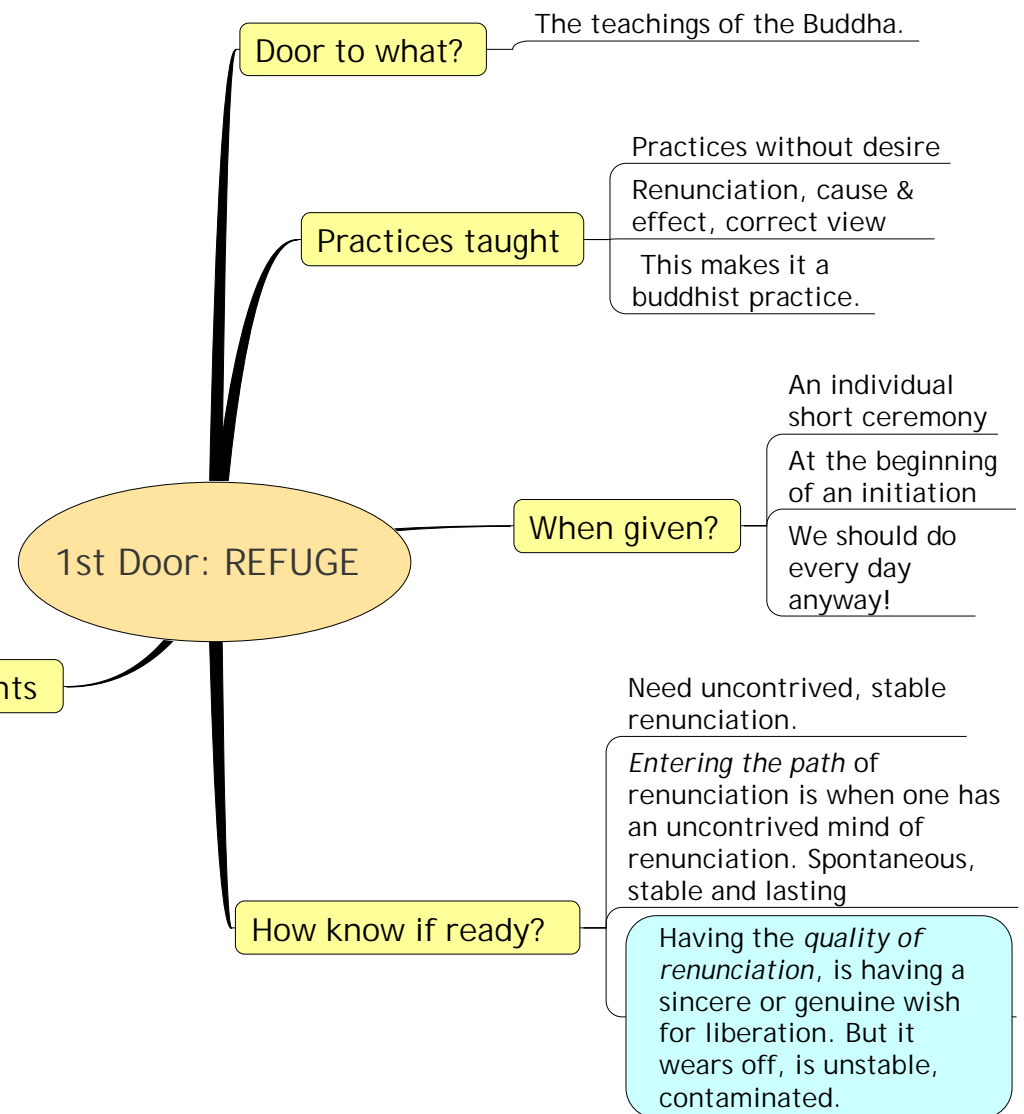 Door to what?
The teachings of the Buddha.
Practices taught
Practices without desire
Renunciation, cause &
effect, correct view
This makes it a
buddhist practice.
When given?
An individual
short ceremony
At the beginning
of an initiation
We should do
every day
anyway!
1st Door: REFUGE
nts
How know if ready?
Need uncontrived, stable
renunciation.
Entering the path of
renunciation is when one has
an uncontrived mind of
renunciation. Spontaneous,
stable and lasting
Having the quality of
renunciation, is having a
sincere or genuine wish
for liberation. But it
wears off, is unstable,
contaminated.